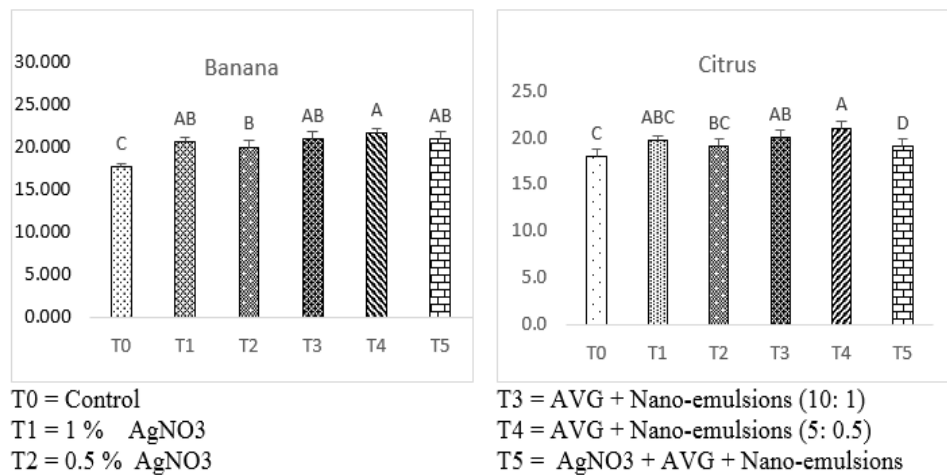 Banana
30.000
25.000
20.000
15.000
10.000
5.000
0.000
C AB B AB A AB
T0 T1 T2 T3 T4 T5
Citrus
25.0
20.0
15.0
10.0
5.0
0.0
C ABC BC AB A D
T0 T1 T2 T3 T4 T5
T0 = Control
T1 = 1 % AgNO3
T2 = 0.5 % AgNO3
T3 = AVG + Nano-emulsions (10: 1)
T4 = AVG + Nano-emulsions (5: 0.5)
T5 = AgNO3 + AVG + Nano-emulsions